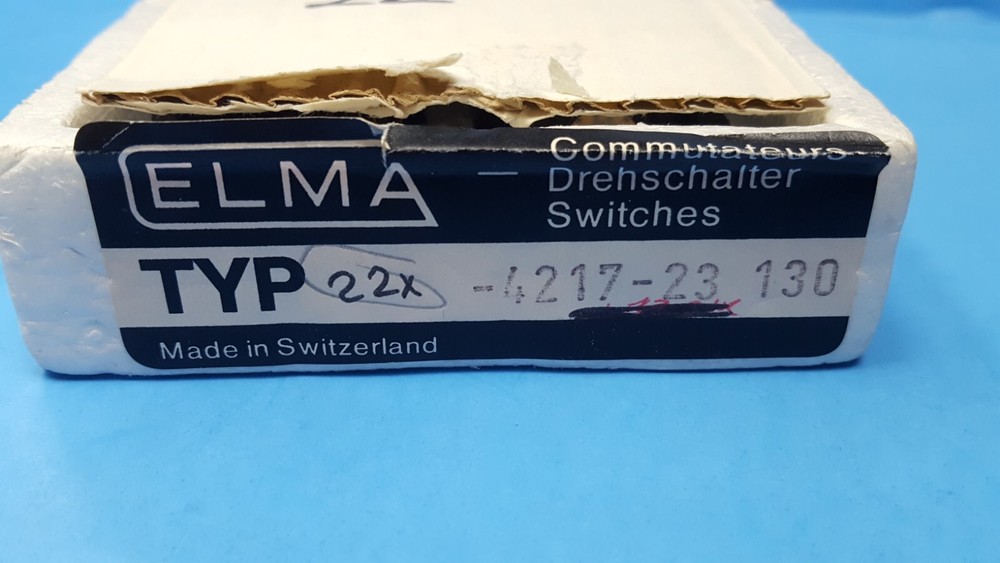 ELMA
Commutateurs
Drehschalter
Switches
TYP 22x -4217-23 130
Made in Switzerland